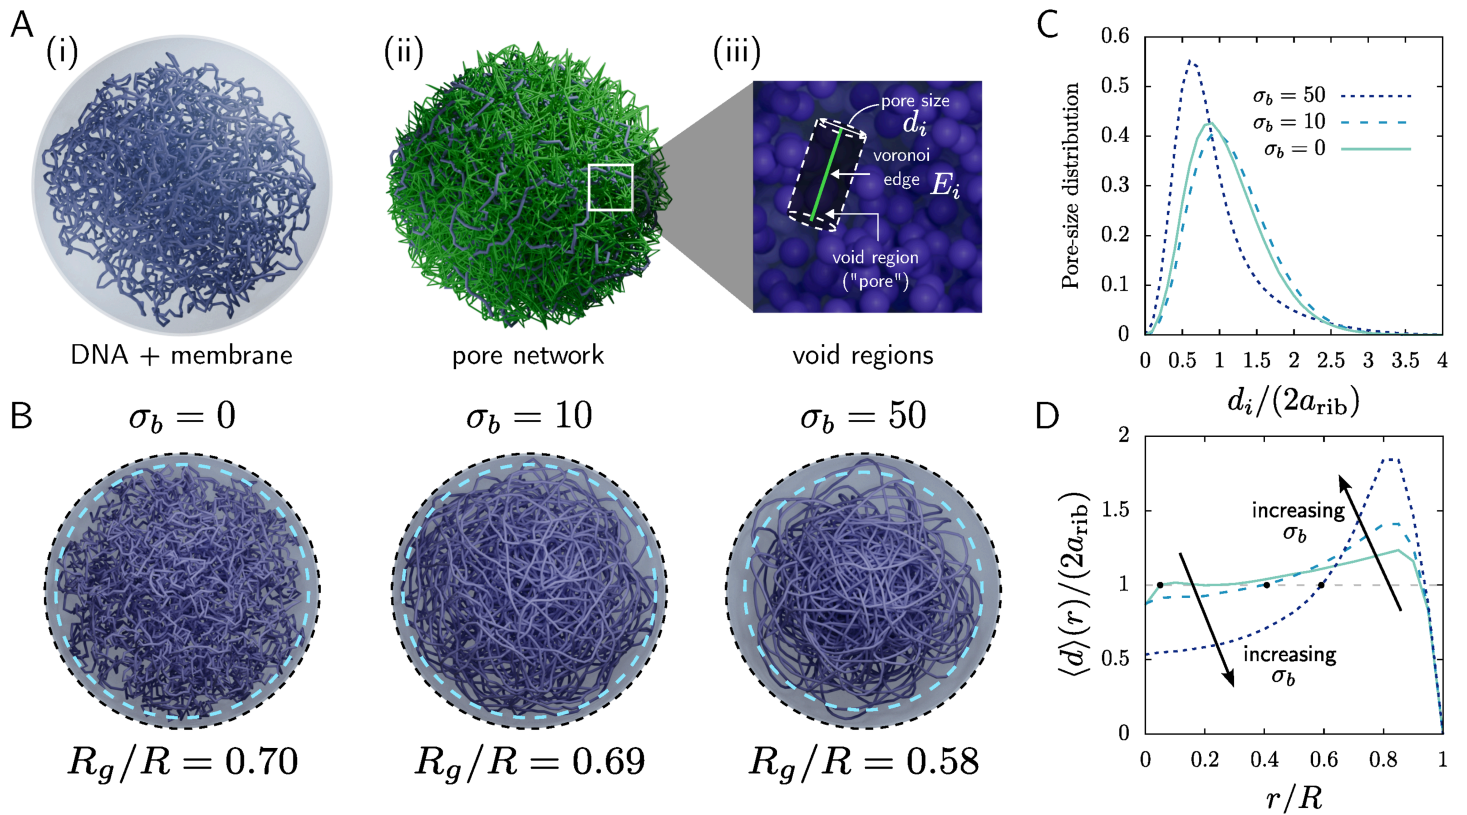 A
(i)
(ii)
(iii)
pore size
d_i
voronoi
edge E_i
void region
("pore")
DNA + membrane
pore network
void regions
B
σ_b = 0
σ_b = 10
σ_b = 50
R_g/R = 0.70
R_g/R = 0.69
R_g/R = 0.58
C
Pore-size distribution
0.6
0.5
0.4
0.3
0.2
0.1
0
σ_b = 50
σ_b = 10
σ_b = 0
0 0.5 1 1.5 2 2.5 3 3.5 4
d_i/(2a_rib)
D
⟨d⟩(r)/(2a_rib)
2
1.5
1
0.5
0
increasing
σ_b
increasing
σ_b
0 0.2 0.4 0.6 0.8 1
r/R